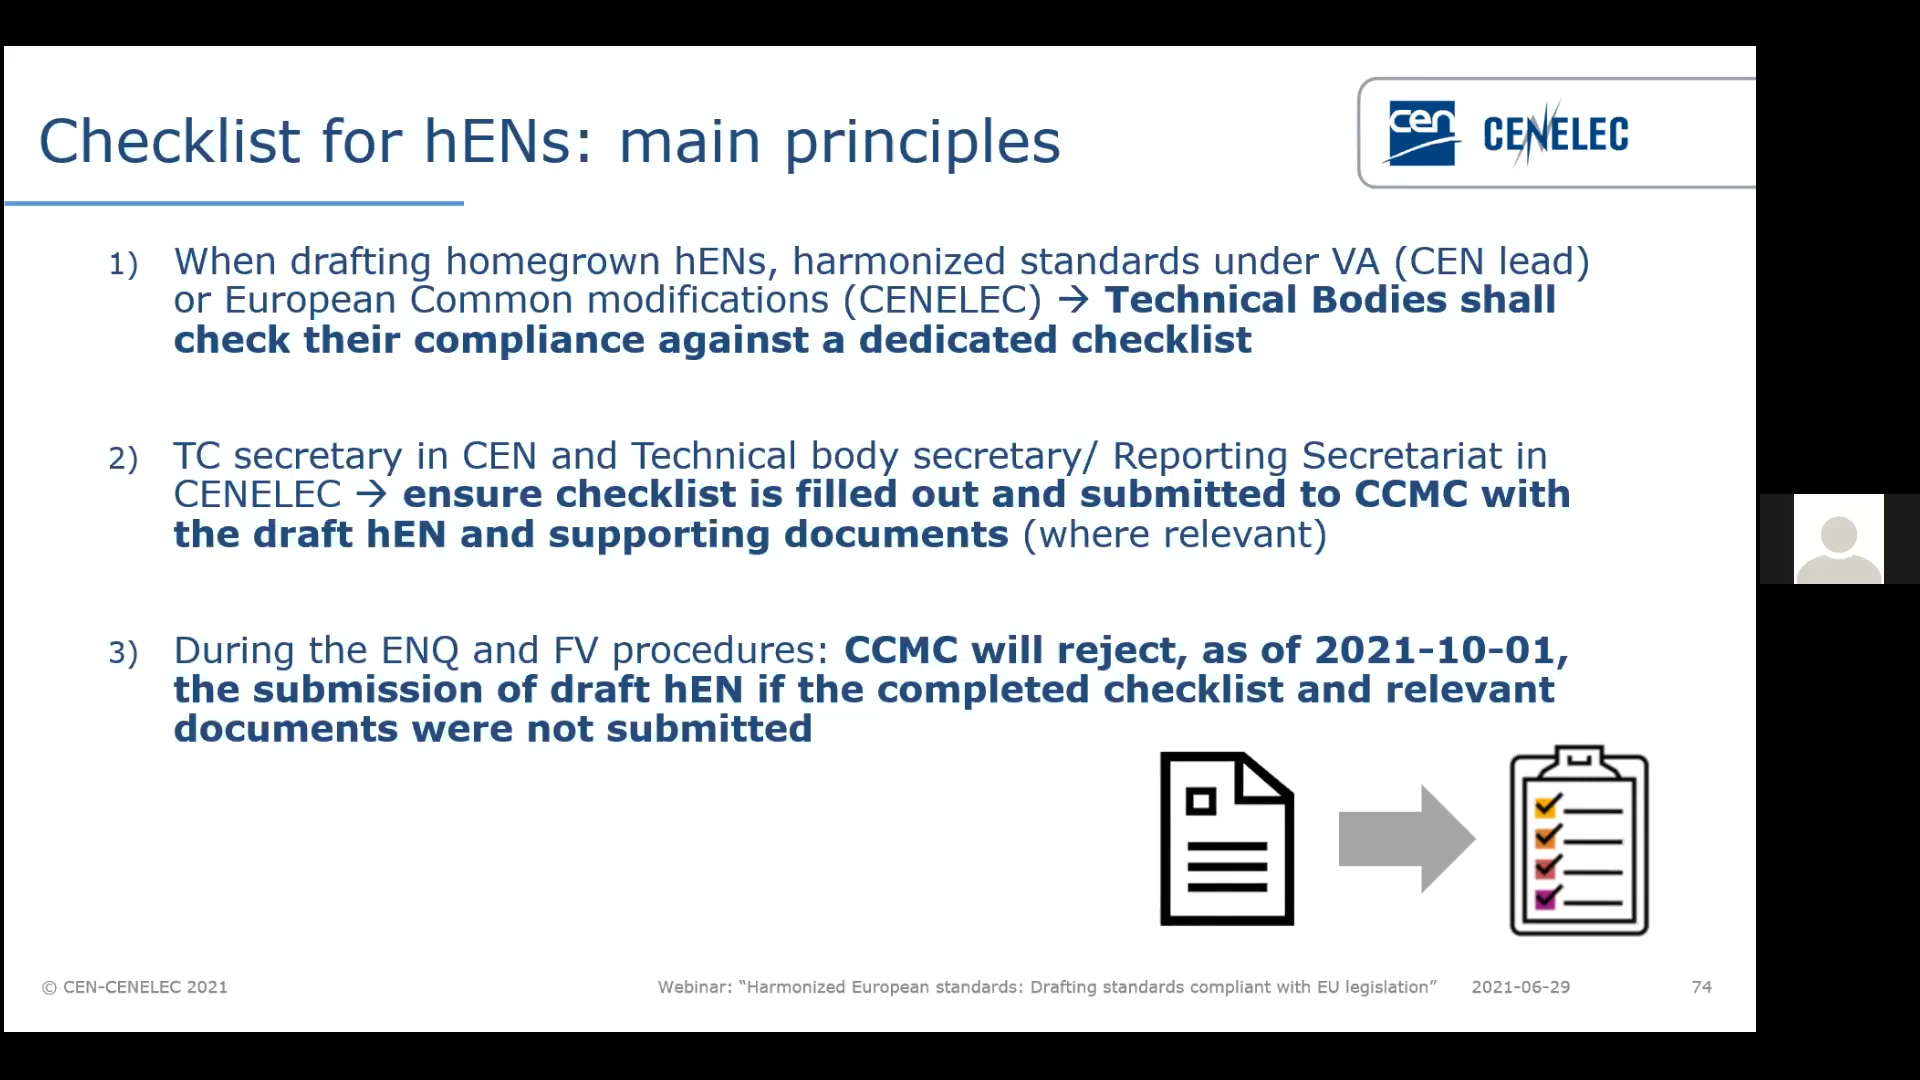 Checklist for hENs: main principles
cen
CENELEC
1) When drafting homegrown hENs, harmonized standards under VA (CEN lead)
or European Common modifications (CENELEC) → Technical Bodies shall
check their compliance against a dedicated checklist
2) TC secretary in CEN and Technical body secretary/ Reporting Secretariat in
CENELEC → ensure checklist is filled out and submitted to CCMC with
the draft hEN and supporting documents (where relevant)
3) During the ENQ and FV procedures: CCMC will reject, as of 2021-10-01,
the submission of draft hEN if the completed checklist and relevant
documents were not submitted
© CEN-CENELEC 2021
Webinar: “Harmonized European standards: Drafting standards compliant with EU legislation”
2021-06-29
74